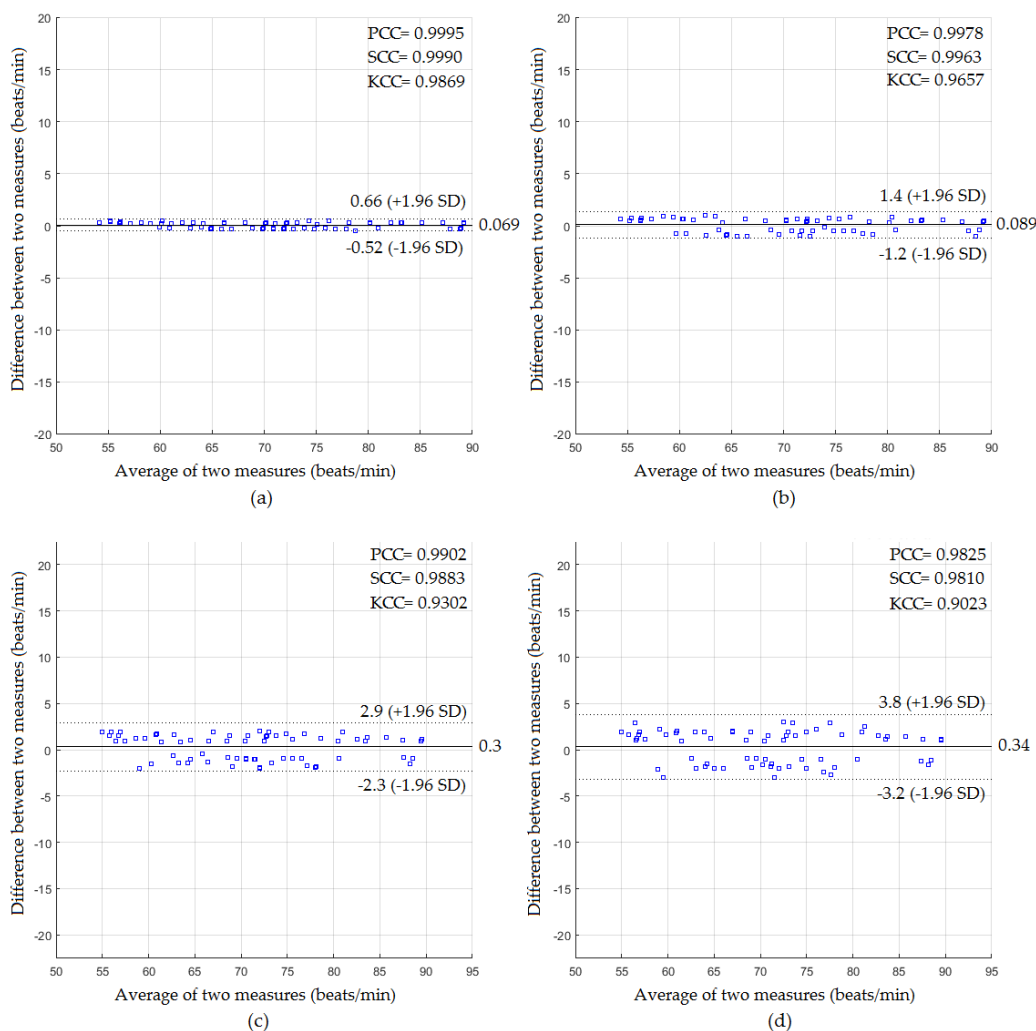 20
15
10
5
0
-5
-10
-15
-20
Difference between two measures (beats/min)
PCC= 0.9995
SCC= 0.9990
KCC= 0.9869
0.66 (+1.96 SD)
0.069
-0.52 (-1.96 SD)
50 55 60 65 70 75 80 85 90
Average of two measures (beats/min)
(a)
20
15
10
5
0
-5
-10
-15
-20
Difference between two measures (beats/min)
PCC= 0.9978
SCC= 0.9963
KCC= 0.9657
1.4 (+1.96 SD)
0.089
-1.2 (-1.96 SD)
50 55 60 65 70 75 80 85 90
Average of two measures (beats/min)
(b)
20
15
10
5
0
-5
-10
-15
-20
Difference between two measures (beats/min)
PCC= 0.9902
SCC= 0.9883
KCC= 0.9302
2.9 (+1.96 SD)
0.3
-2.3 (-1.96 SD)
50 55 60 65 70 75 80 85 90 95
Average of two measures (beats/min)
(c)
20
15
10
5
0
-5
-10
-15
-20
Difference between two measures (beats/min)
PCC= 0.9825
SCC= 0.9810
KCC= 0.9023
3.8 (+1.96 SD)
0.34
-3.2 (-1.96 SD)
50 55 60 65 70 75 80 85 90 95
Average of two measures (beats/min)
(d)